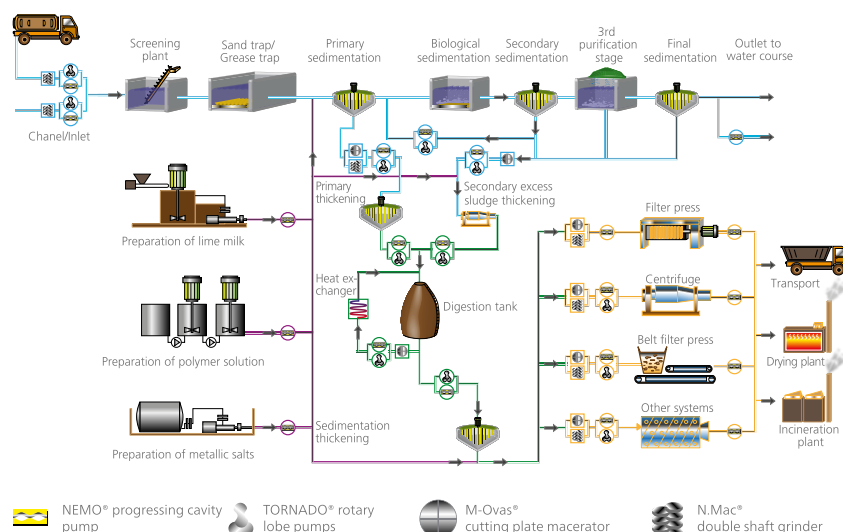 Screening
plant
Sand trap/
Grease trap
Primary
sedimentation
Biological
sedimentation
Secondary
sedimentation
3rd
purification
stage
Final
sedimentation
Outlet to
water course
Chanel/Inlet
Primary
thickening
Secondary excess
sludge thickening
Filter press
Preparation of lime milk
Transport
Heat ex-
changer
Centrifuge
Digestion tank
Belt filter press
Preparation of polymer solution
Drying plant
Other systems
Sedimentation
thickening
Incineration
plant
Preparation of metallic salts
NEMO® progressing cavity
pump
TORNADO® rotary
lobe pumps
M-Ovas®
cutting plate macerator
N.Mac®
double shaft grinder